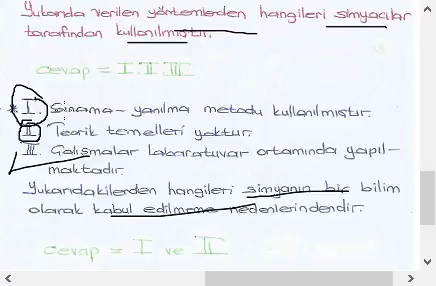 Yukarıda verilen yöntemlerden hangileri simyacılar
tarafından kullanılmıştır.
cevap = I. II. III
I. Sınama-yanılma metodu kullanılmıştır.
II. Teorik temelleri yoktur.
III. Çalışmalar labaratuvar ortamında yapıl-
maktadır.
Yukarıdakilerden hangileri simyanın bir bilim
olarak kabul edilmeme nedenlerindendir.
cevap = I ve II